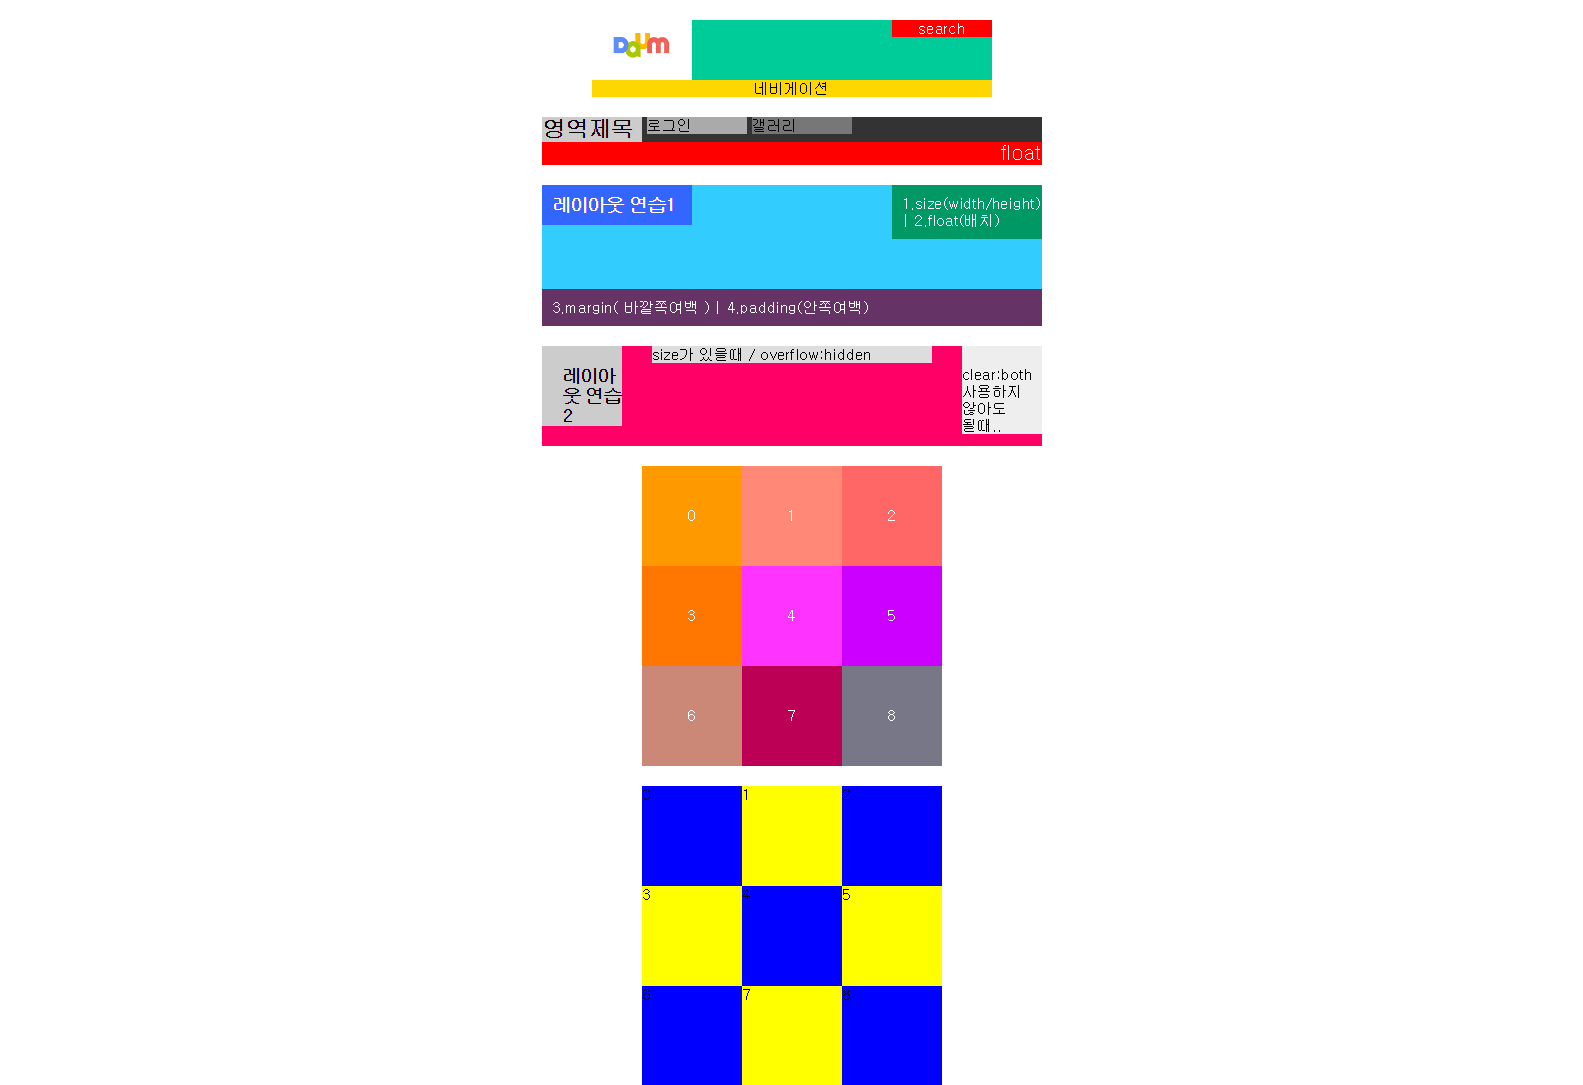 Daum
search
네비게이션
영역제목 로그인 갤러리
float
레이아웃 연습1
1.size(width/height)
| 2.float(배치)
3.margin( 바깥쪽여백 ) | 4.padding(안쪽여백)
레이아
웃 연습
2
size가 있을때 / overflow:hidden
clear:both
사용하지
않아도
될때..
0 1 2
3 4 5
6 7 8
0 1 2
3 4 5
6 7 8